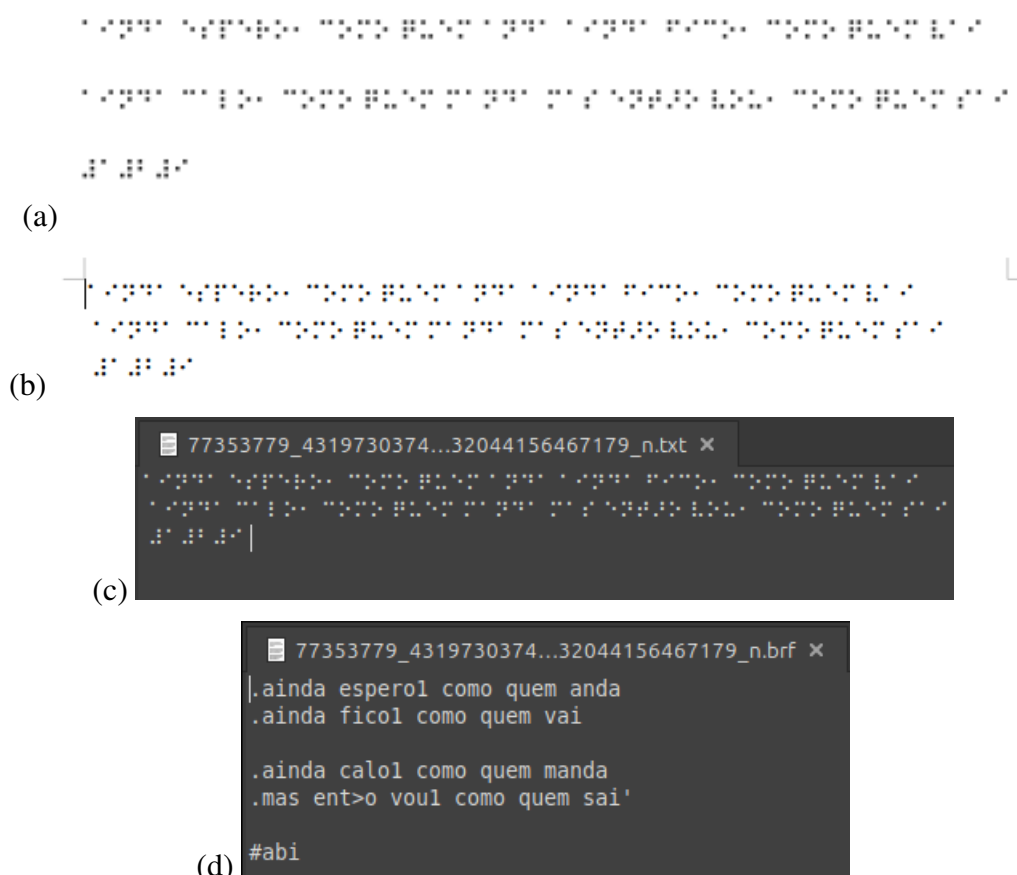 ⠁⠊⠝⠙⠁ ⠑⠎⠏⠑⠗⠕⠂ ⠉⠕⠍⠕ ⠟⠥⠑⠍ ⠁⠝⠙⠁ ⠁⠊⠝⠙⠁ ⠋⠊⠉⠕⠂ ⠉⠕⠍⠕ ⠟⠥⠑⠍ ⠧⠁⠊
⠁⠊⠝⠙⠁ ⠉⠁⠇⠕⠂ ⠉⠕⠍⠕ ⠟⠥⠑⠍ ⠍⠁⠝⠙⠁ ⠍⠁⠎ ⠑⠝⠞⠜⠕ ⠧⠕⠥⠂ ⠉⠕⠍⠕ ⠟⠥⠑⠍ ⠎⠁⠊
⠼⠁ ⠼⠃ ⠼⠊
(a)
⠁⠊⠝⠙⠁ ⠑⠎⠏⠑⠗⠕⠂ ⠉⠕⠍⠕ ⠟⠥⠑⠍ ⠁⠝⠙⠁ ⠁⠊⠝⠙⠁ ⠋⠊⠉⠕⠂ ⠉⠕⠍⠕ ⠟⠥⠑⠍ ⠧⠁⠊
⠁⠊⠝⠙⠁ ⠉⠁⠇⠕⠂ ⠉⠕⠍⠕ ⠟⠥⠑⠍ ⠍⠁⠝⠙⠁ ⠍⠁⠎ ⠑⠝⠞⠜⠕ ⠧⠕⠥⠂ ⠉⠕⠍⠕ ⠟⠥⠑⠍ ⠎⠁⠊
⠼⠁ ⠼⠃ ⠼⠊
(b)
77353779_4319730374...32044156467179_n.txt ×
⠁⠊⠝⠙⠁ ⠑⠎⠏⠑⠗⠕⠂ ⠉⠕⠍⠕ ⠟⠥⠑⠍ ⠁⠝⠙⠁ ⠁⠊⠝⠙⠁ ⠋⠊⠉⠕⠂ ⠉⠕⠍⠕ ⠟⠥⠑⠍ ⠧⠁⠊
⠁⠊⠝⠙⠁ ⠉⠁⠇⠕⠂ ⠉⠕⠍⠕ ⠟⠥⠑⠍ ⠍⠁⠝⠙⠁ ⠍⠁⠎ ⠑⠝⠞⠜⠕ ⠧⠕⠥⠂ ⠉⠕⠍⠕ ⠟⠥⠑⠍ ⠎⠁⠊
⠼⠁ ⠼⠃ ⠼⠊
(c)
77353779_4319730374...32044156467179_n.brf ×
.ainda espero1 como quem anda
.ainda fico1 como quem vai
.ainda calo1 como quem manda
.mas ent>o vou1 como quem sai'
#abi
(d)